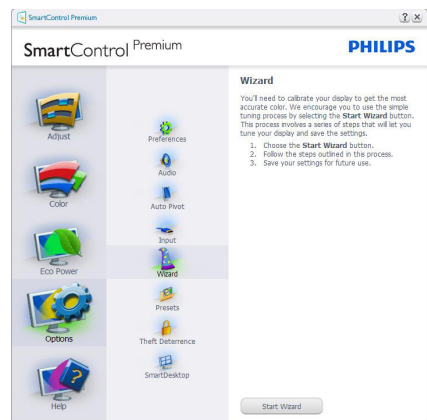 SmartControl Premium
? X
SmartControl Premium
PHILIPS
Adjust
Color
Eco Power
Options
Help
Preferences
Audio
Auto Pivot
Input
Wizard
Presets
Theft Deterrence
SmartDesktop
Wizard
You'll need to calibrate your display to get the most
accurate color. We encourage you to use the simple
tuning process by selecting the Start Wizard button.
This process involves a series of steps that will let you
tune your display and save the settings.
1. Choose the Start Wizard button.
2. Follow the steps outlined in this process.
3. Save your settings for future use.
Start Wizard